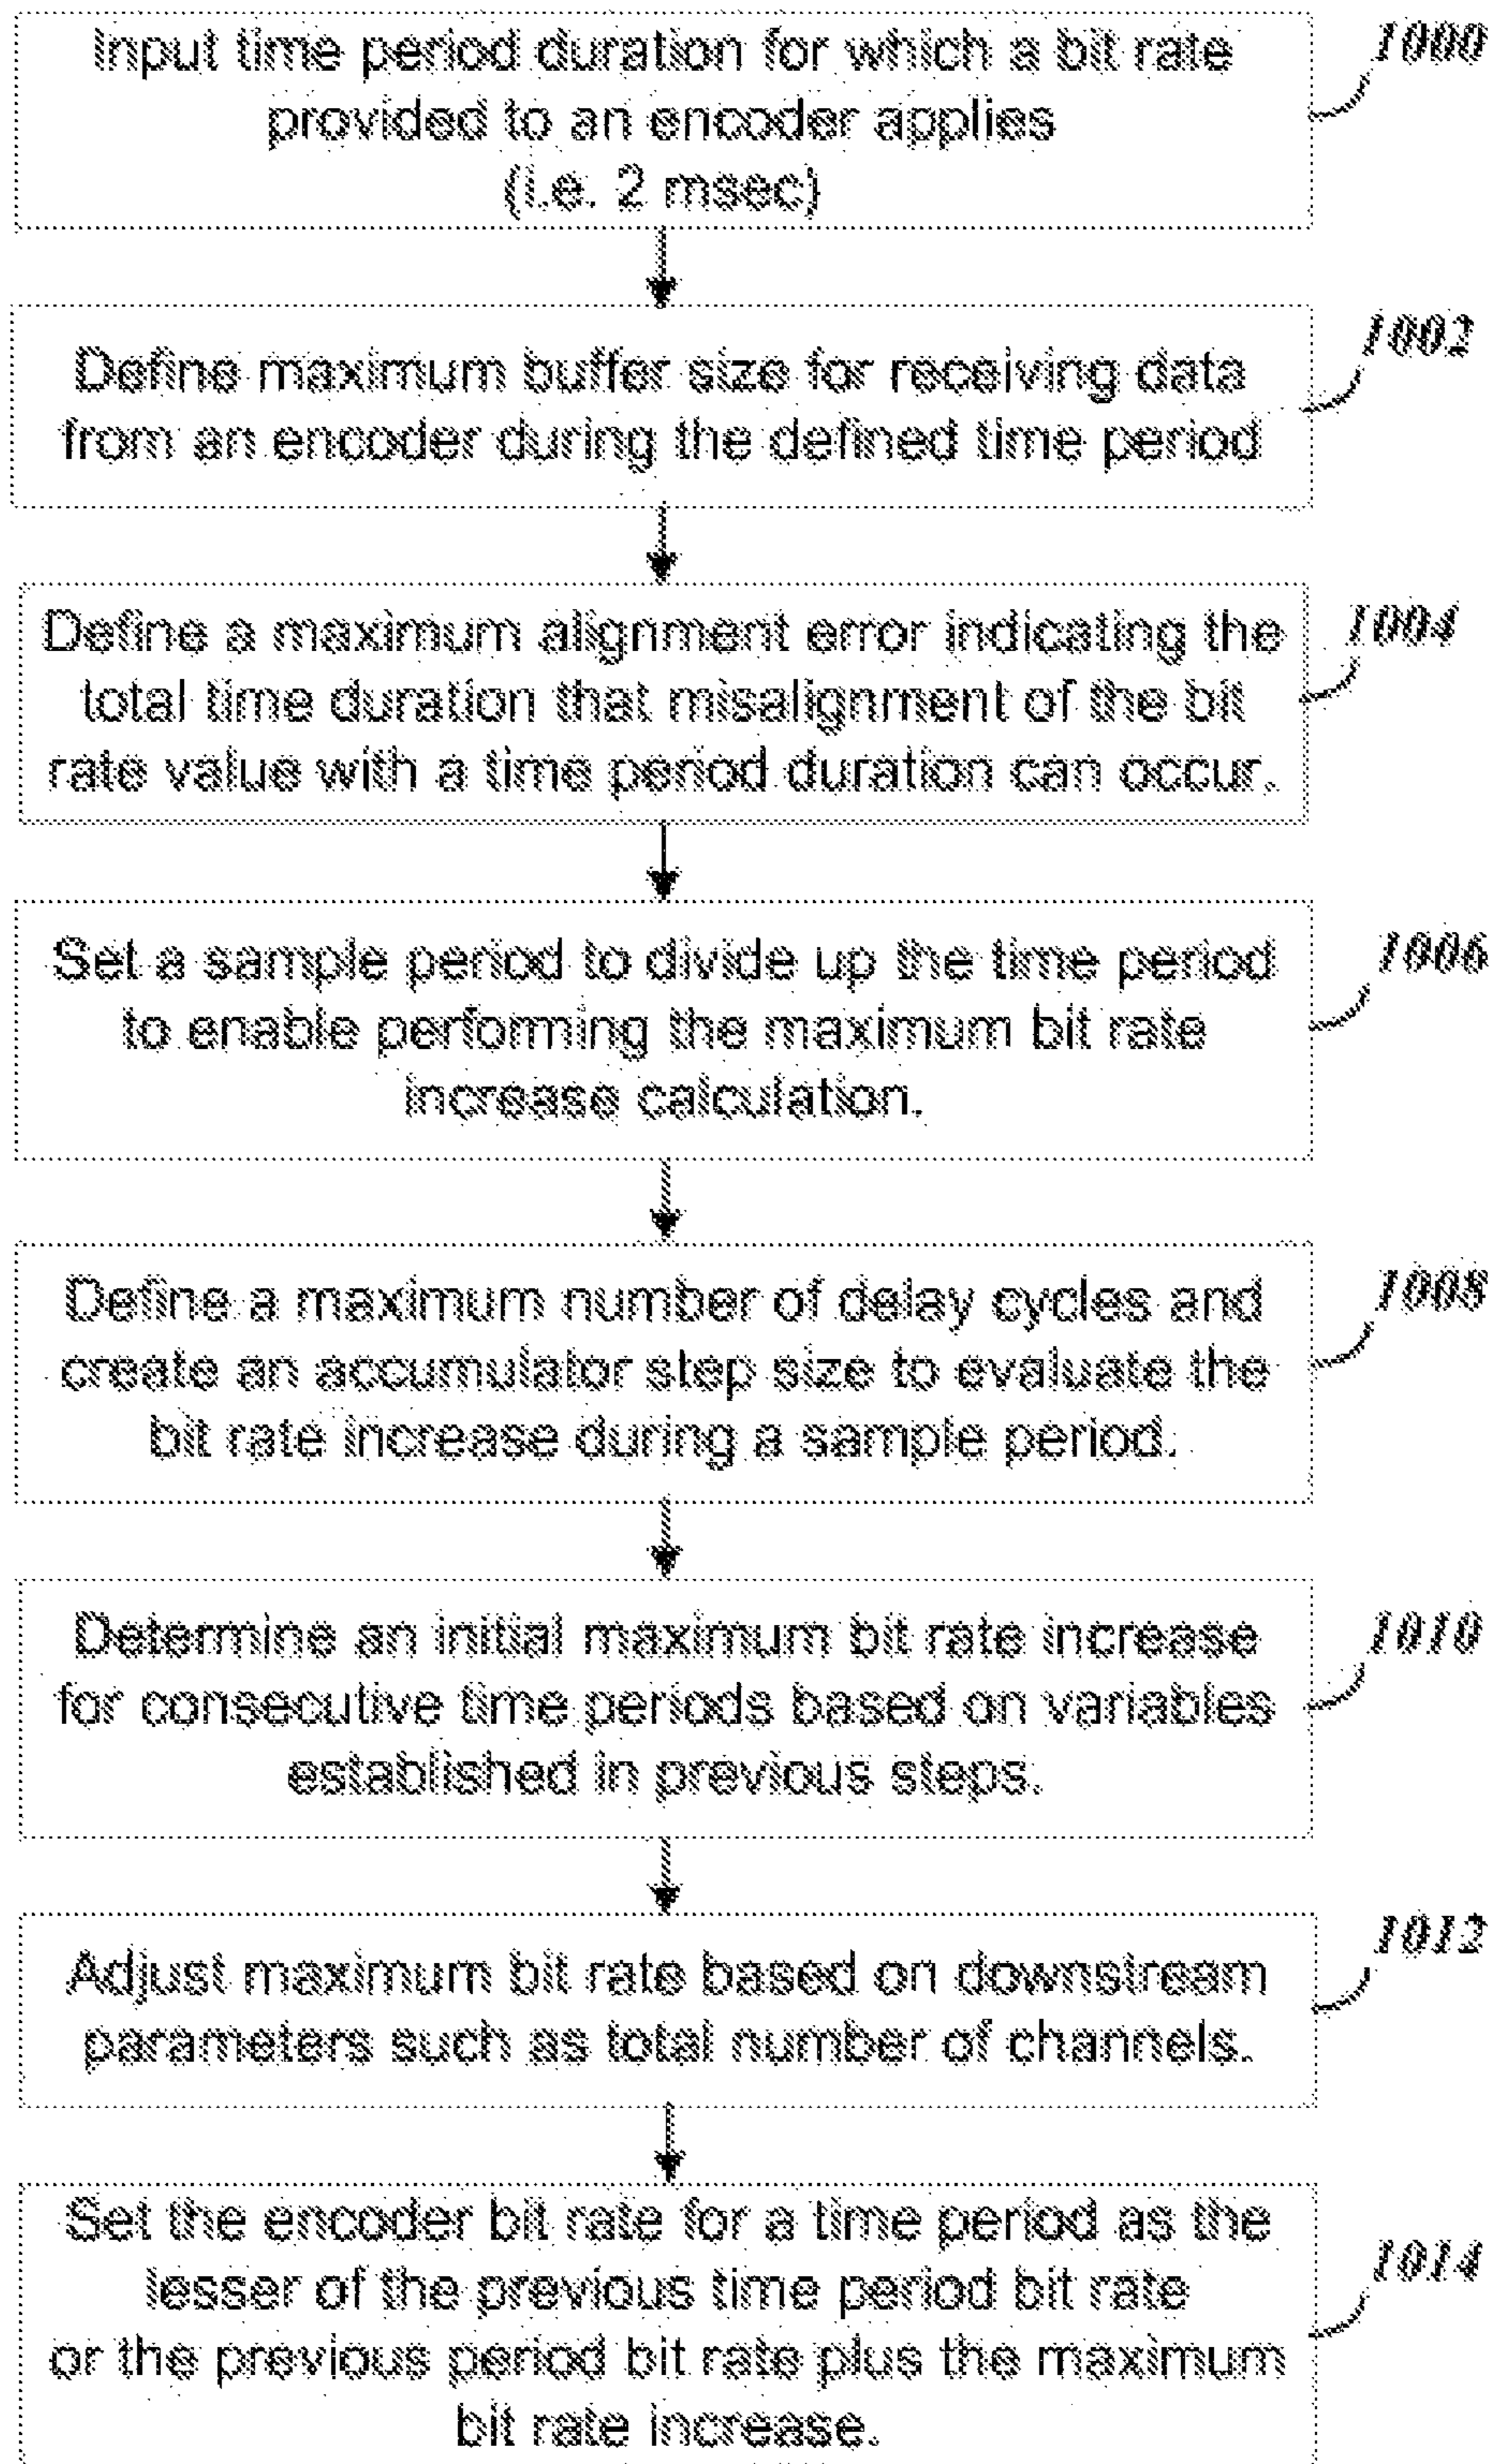 Input time period duration for which a bit rate
provided to an encoder applies
(i.e. 2 msec)
1000
Define maximum buffer size for receiving data
from an encoder during the defined time period
1002
Define a maximum alignment error indicating the
total time duration that misalignment of the bit
rate value with a time period duration can occur.
1004
Set a sample period to divide up the time period
to enable performing the maximum bit rate
increase calculation.
1006
Define a maximum number of delay cycles and
create an accumulator step size to evaluate the
bit rate increase during a sample period.
1008
Determine an initial maximum bit rate increase
for consecutive time periods based on variables
established in previous steps.
1010
Adjust maximum bit rate based on downstream
parameters such as total number of channels.
1012
Set the encoder bit rate for a time period as the
lesser of the previous time period bit rate
or the previous period bit rate plus the maximum
bit rate increase.
1014